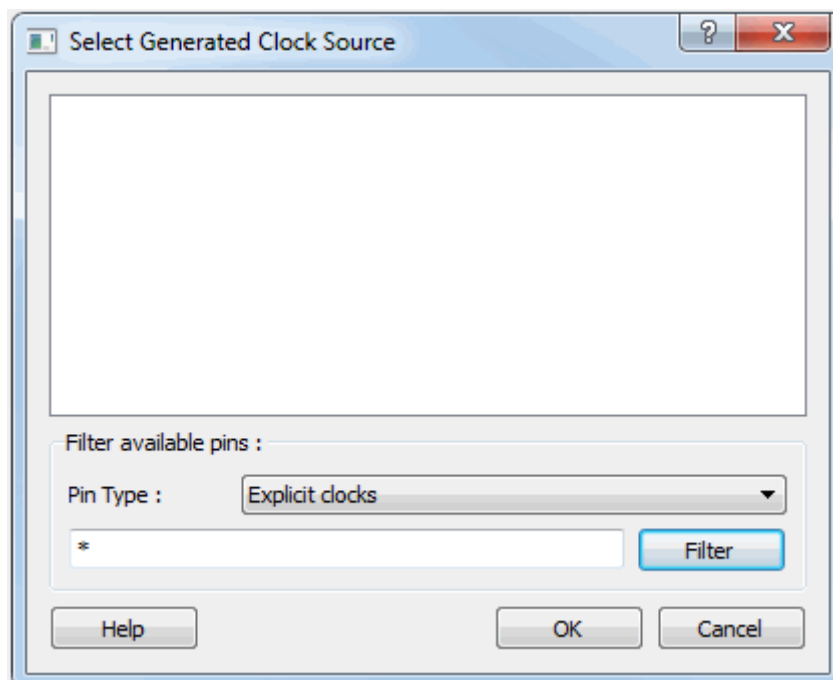 Select Generated Clock Source
Filter available pins :
Pin Type : Explicit clocks
* Filter
Help OK Cancel